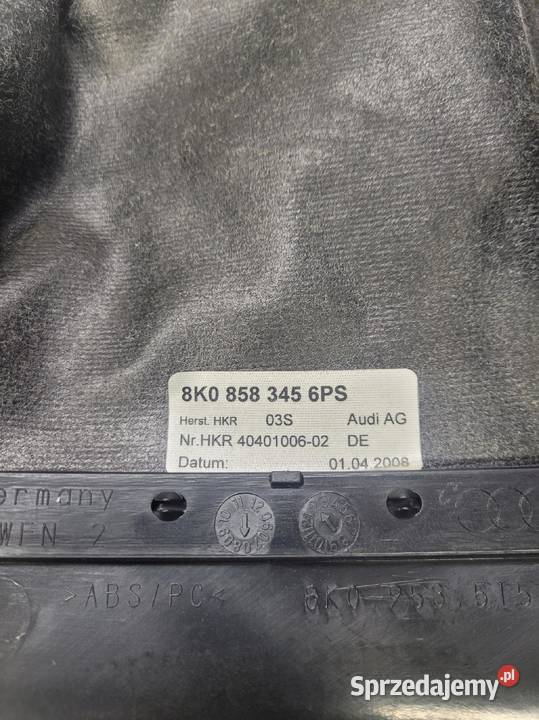 8K0 858 345 6PS
Herst. HKR 03S Audi AG
Nr.HKR 40401006-02 DE
Datum: 01.04 2008
ermany
WFN 2
>ABS/PC<
8K0
Sprzedajemy.pl